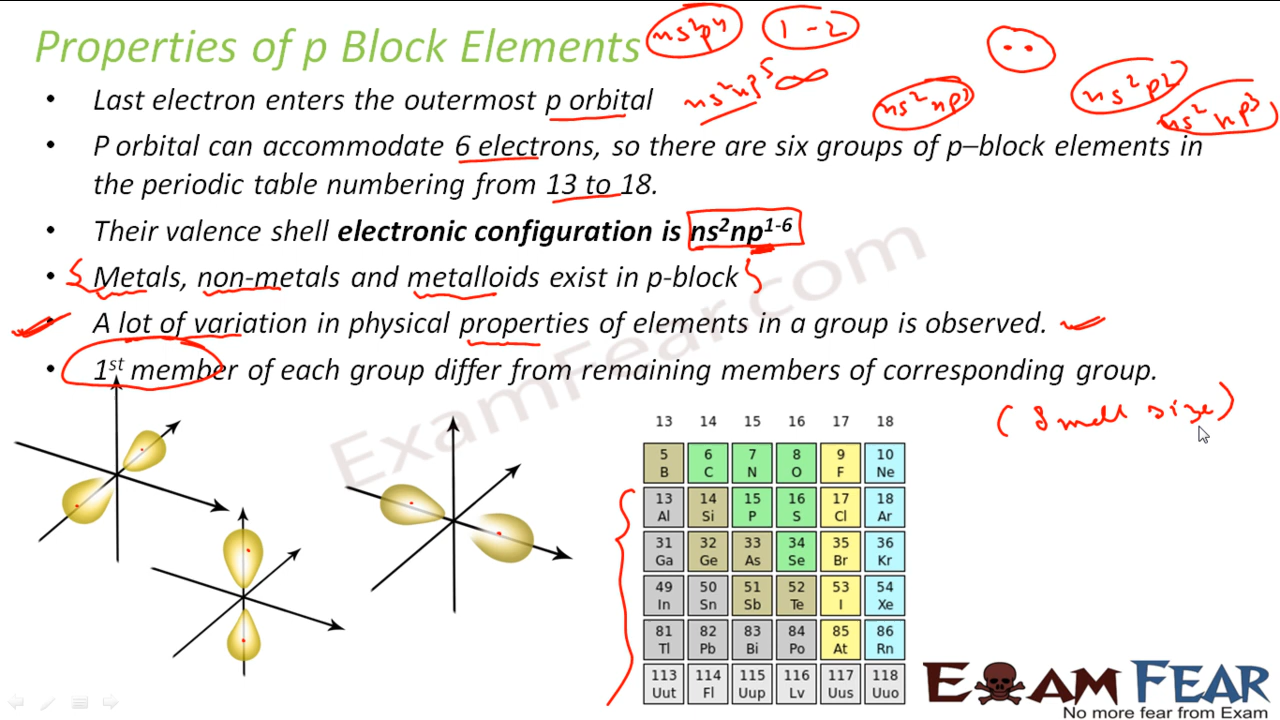 Properties of p Block Elements
ns²p⁴
1-2
ns²np⁵ ∞
ns²p²
ns² np³
• Last electron enters the outermost p orbital
• P orbital can accommodate 6 electrons, so there are six groups of p–block elements in
the periodic table numbering from 13 to 18.
• Their valence shell electronic configuration is ns²np¹⁻⁶
• Metals, non-metals and metalloids exist in p-block
• A lot of variation in physical properties of elements in a group is observed.
• 1st member of each group differ from remaining members of corresponding group.
(Small size)
ExamFear.com
13 14 15 16 17 18
5 6 7 8 9 10
B C N O F Ne
13 14 15 16 17 18
Al Si P S Cl Ar
31 32 33 34 35 36
Ga Ge As Se Br Kr
49 50 51 52 53 54
In Sn Sb Te I Xe
81 82 83 84 85 86
Tl Pb Bi Po At Rn
113 114 115 116 117 118
Uut Fl Uup Lv Uus Uuo
EXAM FEAR
No more fear from Exam